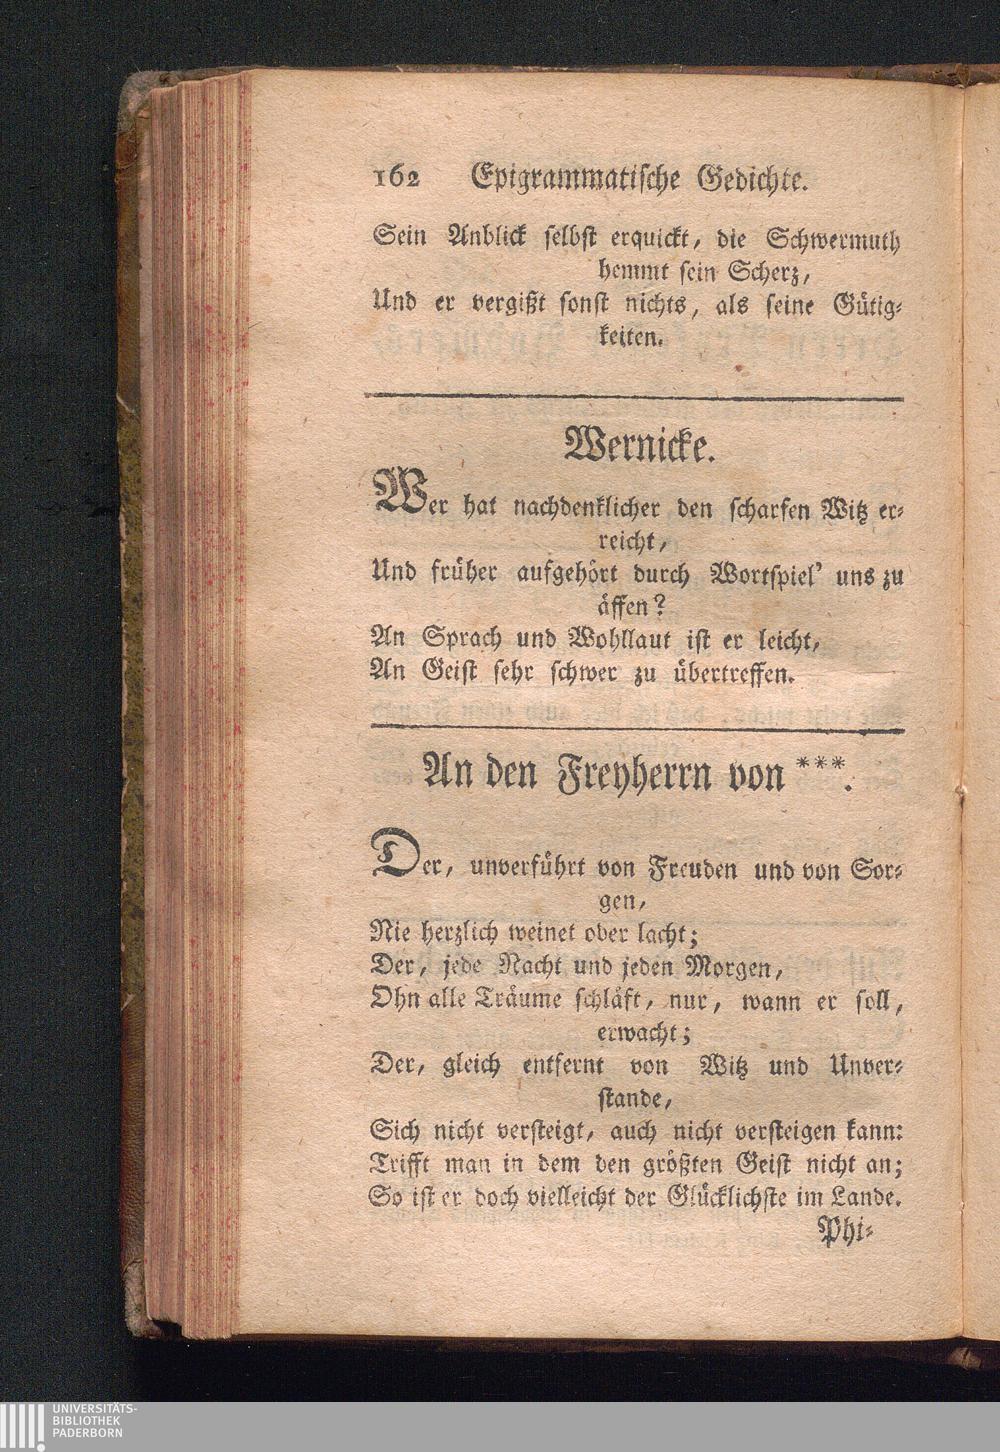 162 Epigrammatische Gedichte.
Sein Anblick selbst erquickt, die Schwermuth
hemmt sein Scherz,
Und er vergißt sonst nichts, als seine Gütig-
keiten.
Wernicke.
Wer hat nachdenklicher den scharfen Witz er-
reicht,
Und früher aufgehört durch Wortspiel' uns zu
äffen?
An Sprach und Wohllaut ist er leicht,
An Geist sehr schwer zu übertreffen.
An den Freyherrn von ***.
Der, unverführt von Freuden und von Sor-
gen,
Nie herzlich weinet oder lacht;
Der, jede Nacht und jeden Morgen,
Ohn alle Träume schläft, nur, wann er soll,
erwacht;
Der, gleich entfernt von Witz und Unver-
stande,
Sich nicht versteigt, auch nicht versteigen kann:
Trifft man in dem den größten Geist nicht an;
So ist er doch vielleicht der Glücklichste im Lande.
Phi-
UNIVERSITÄTS-
BIBLIOTHEK
PADERBORN